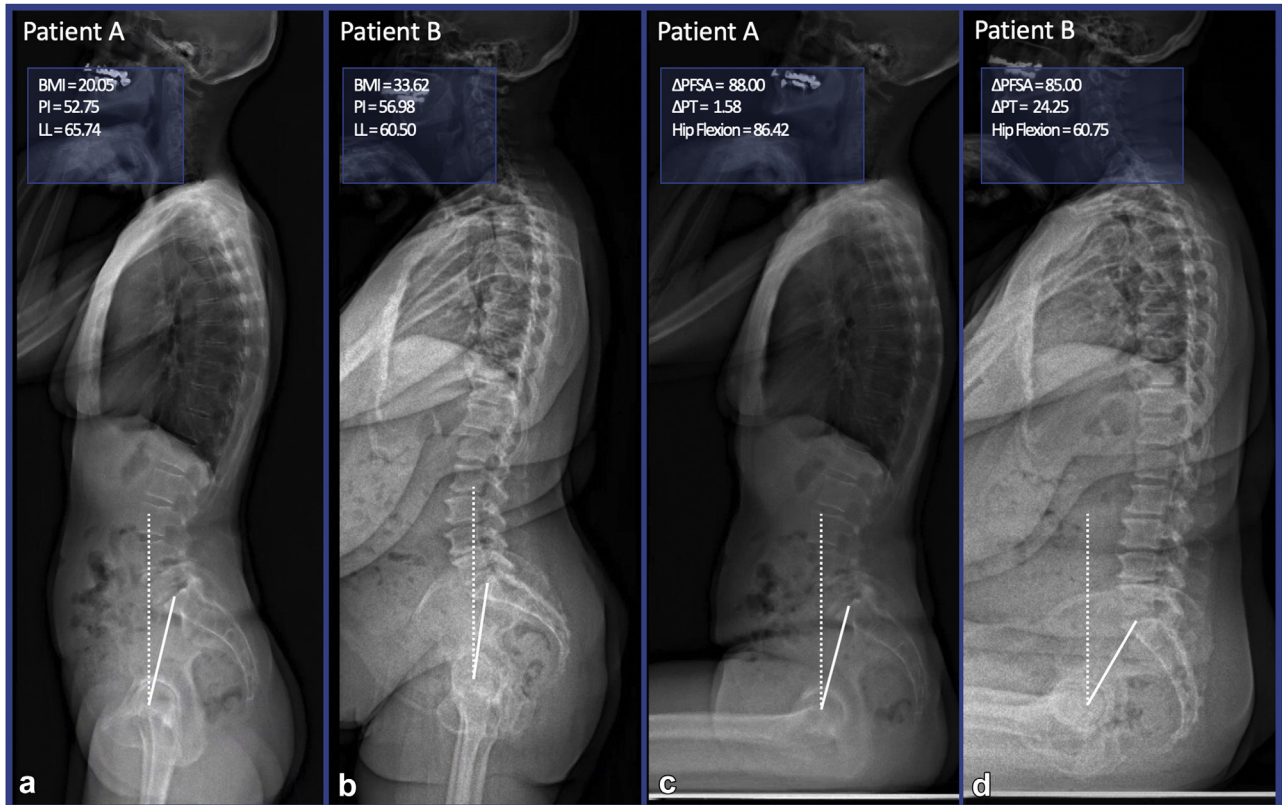 Patient A
BMI = 20.05
PI = 52.75
LL = 65.74
a
Patient B
BMI = 33.62
PI = 56.98
LL = 60.50
b
Patient A
ΔPFSA = 88.00
ΔPT = 1.58
Hip Flexion = 86.42
c
Patient B
ΔPFSA = 85.00
ΔPT = 24.25
Hip Flexion = 60.75
d